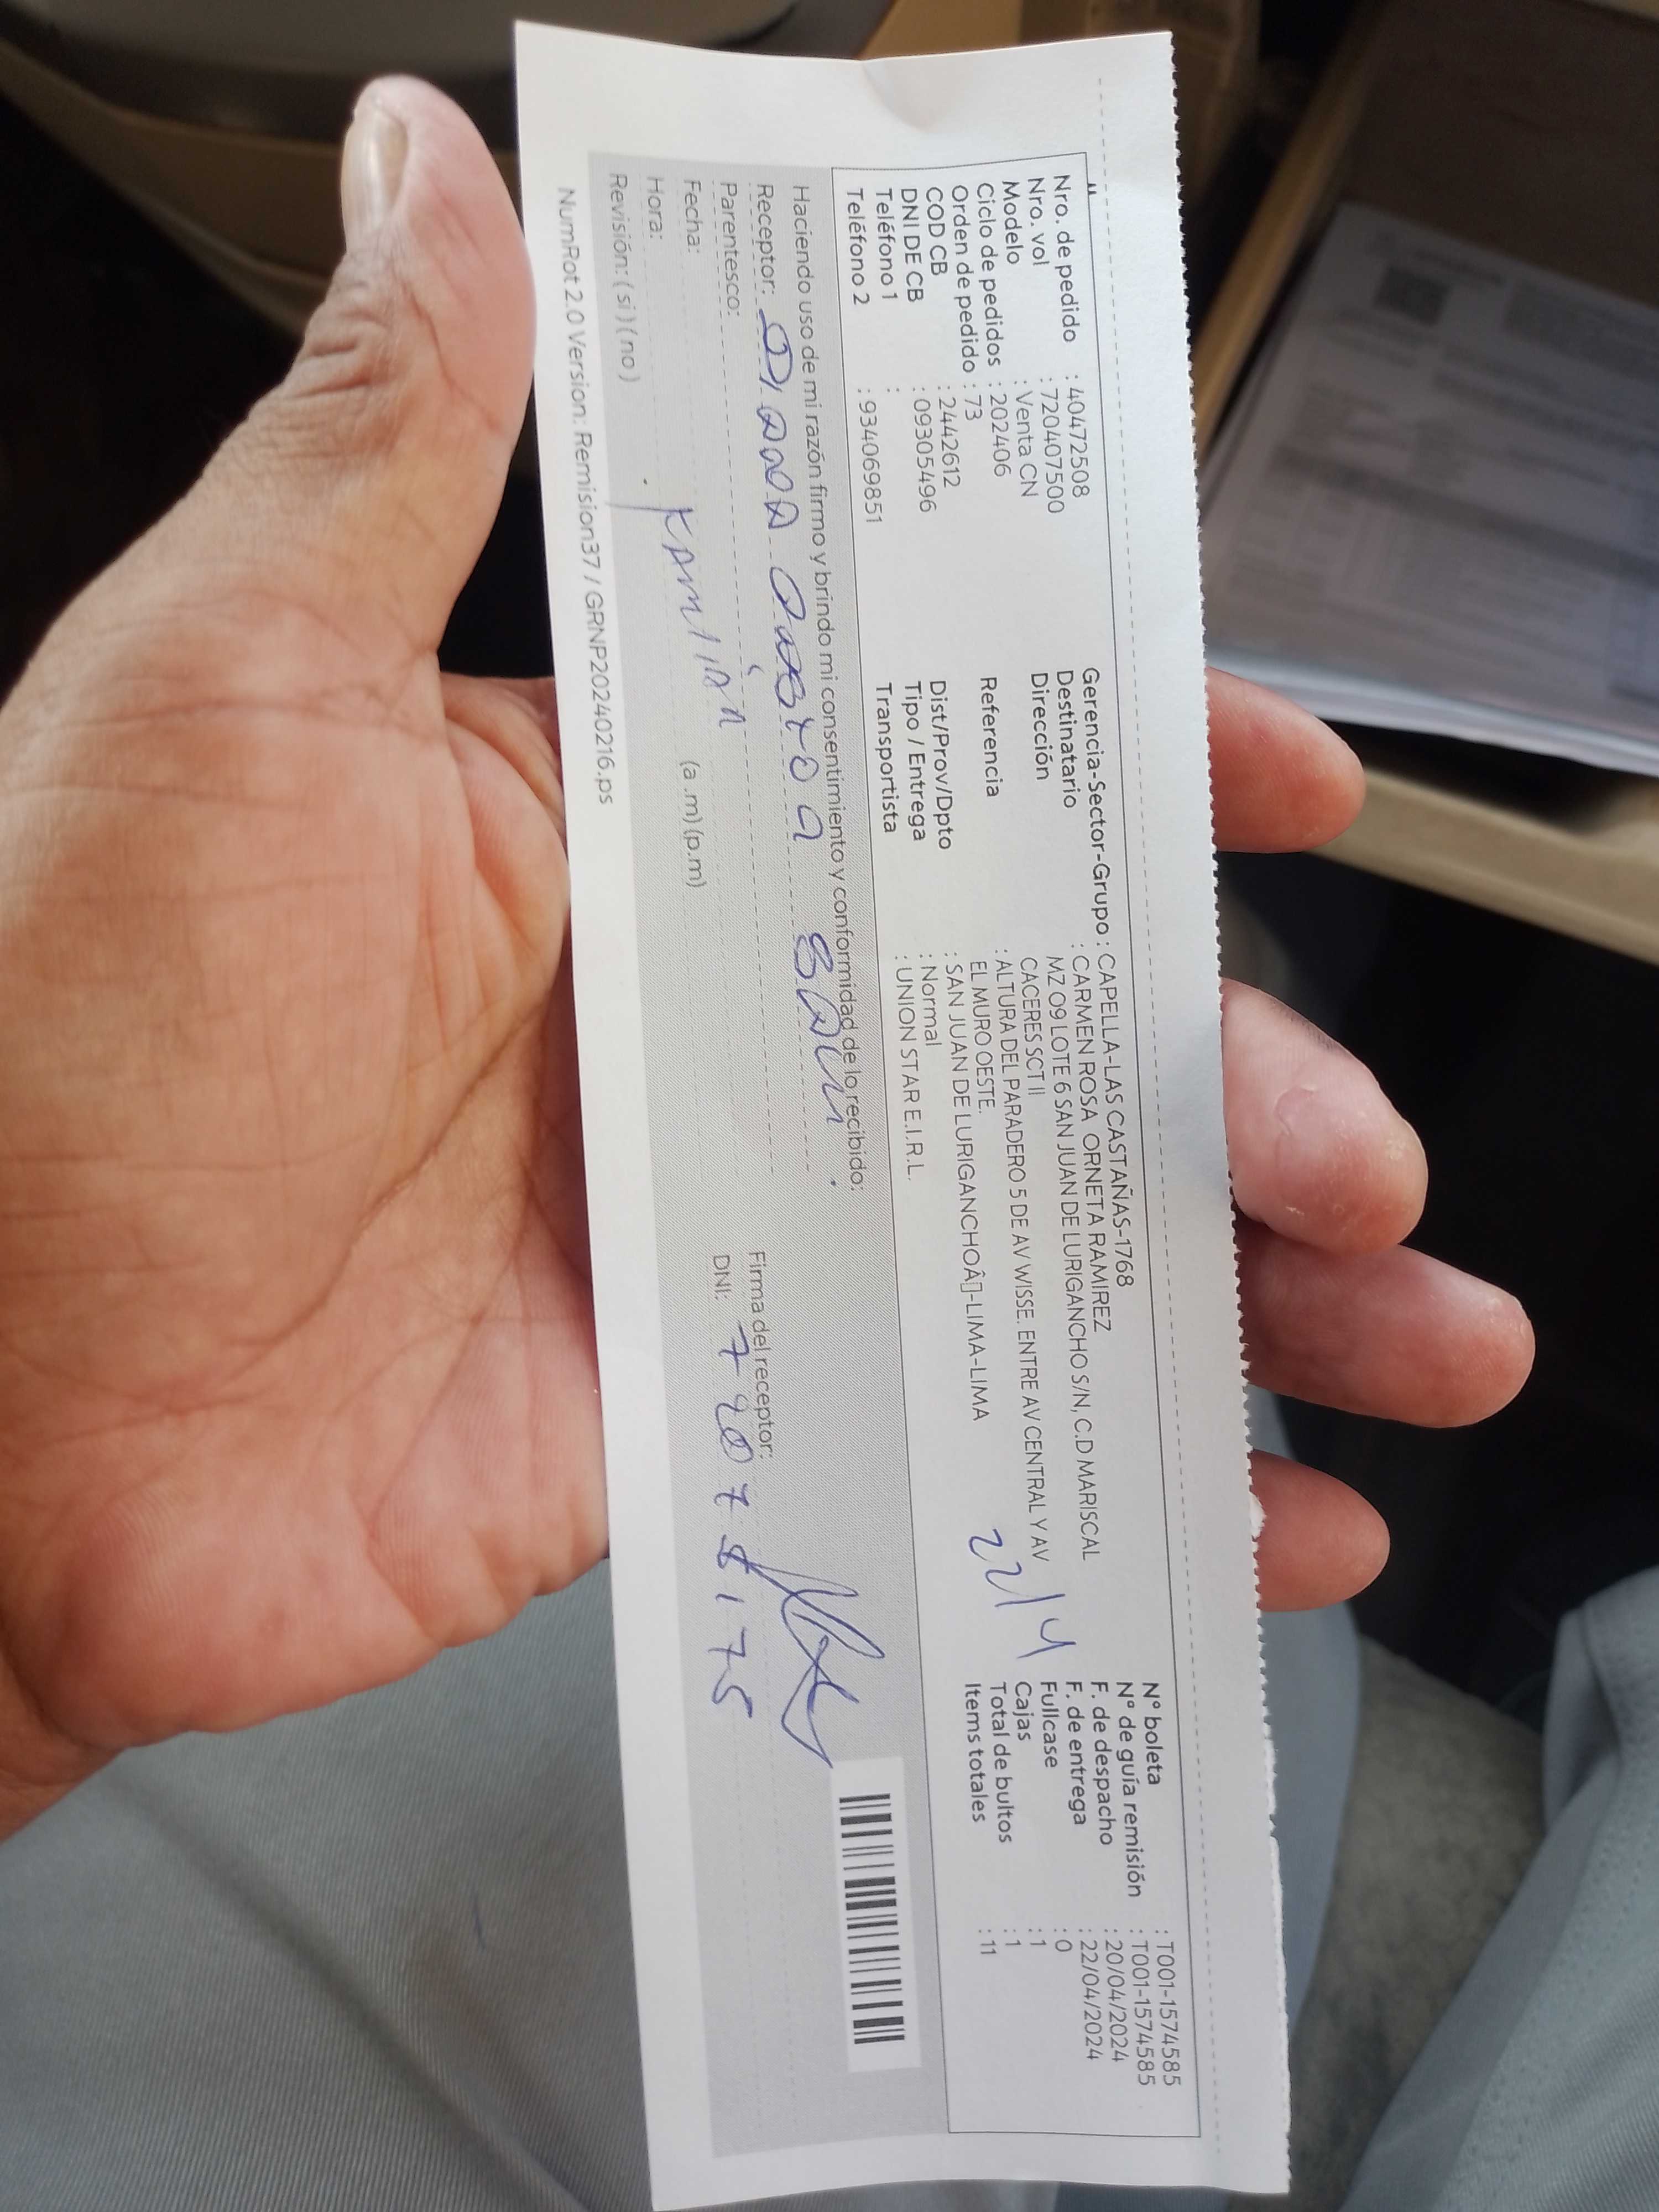 Nro. de pedido : 40472508
Nro. vol : 720407500
Modelo : Venta CN
Ciclo de pedidos : 202406
Orden de pedido : 73
COD CB : 2442612
DNI DE CB : 09305496
Teléfono 1 :
Teléfono 2 : 934069851
Gerencia-Sector-Grupo : CAPELLA-LAS CASTAÑAS-1768
Destinatario : CARMEN ROSA ORNETA RAMIREZ
Dirección MZ 09 LOTE 6 SAN JUAN DE LURIGANCHO S/N, C.D MARISCAL
CACERES SCT II
Referencia : ALTURA DEL PARADERO 5 DE AV WISSE. ENTRE AV CENTRAL Y AV
EL MURO OESTE.
Dist/Prov/Dpto : SAN JUAN DE LURIGANCHOÂ▯-LIMA-LIMA
Tipo / Entrega : Normal
Transportista : UNION STAR E.I.R.L.
22/4
Nº boleta : T001-1574585
Nº de guía remisión : T001-1574585
F. de despacho : 20/04/2024
F. de entrega : 22/04/2024
Fullcase : 0
Cajas : 1
Total de bultos : 1
Items totales : 11
Haciendo uso de mi razón firmo y brindo mi consentimiento y conformidad de lo recibido:
Receptor:
Parentesco:
Fecha:
Hora: (a .m) (p.m)
Revisión: ( si ) ( no )
Firma del receptor:
DNI:
NumRot 2.0 Version: Remision37 / GRNP20240216.ps